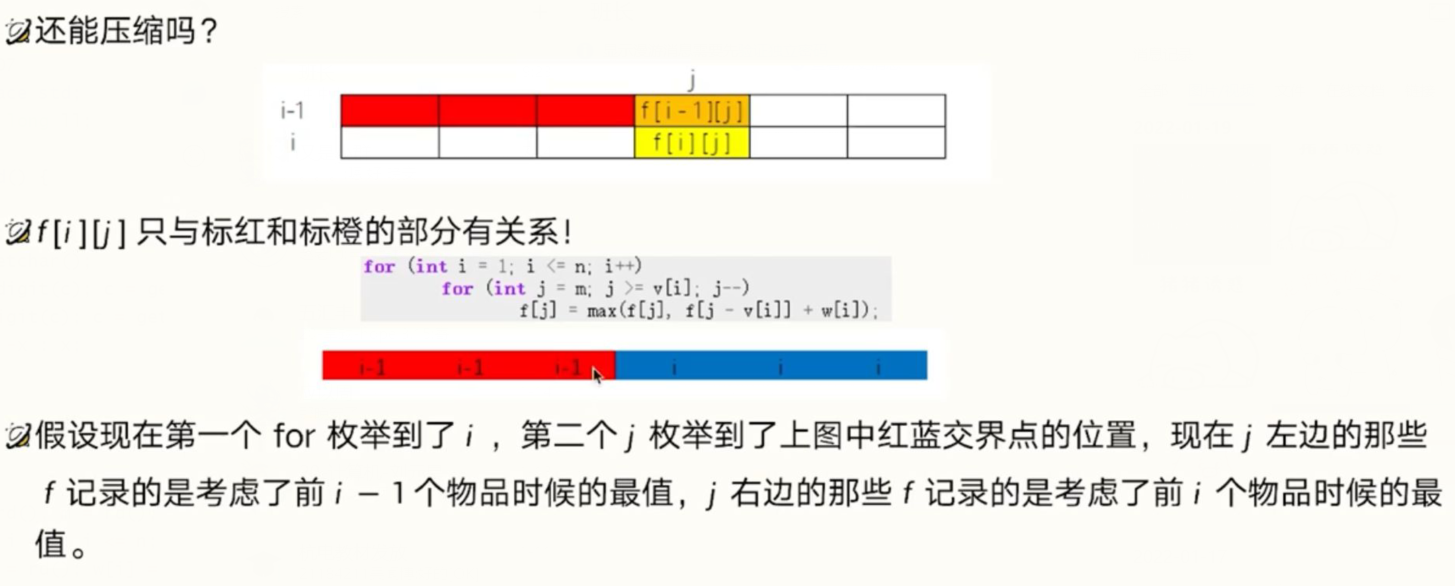 还能压缩吗？
j
i-1 f[i-1][j]
i f[i][j]
f[i][j] 只与标红和标橙的部分有关系！
for (int i = 1; i <= n; i++)
for (int j = m; j >= v[i]; j--)
f[j] = max(f[j], f[j - v[i]] + w[i]);
i-1 i-1 i-1 i i i
假设现在第一个 for 枚举到了 i ，第二个 j 枚举到了上图中红蓝交界点的位置，现在 j 左边的那些
f 记录的是考虑了前 i − 1 个物品时候的最值，j 右边的那些 f 记录的是考虑了前 i 个物品时候的最
值。